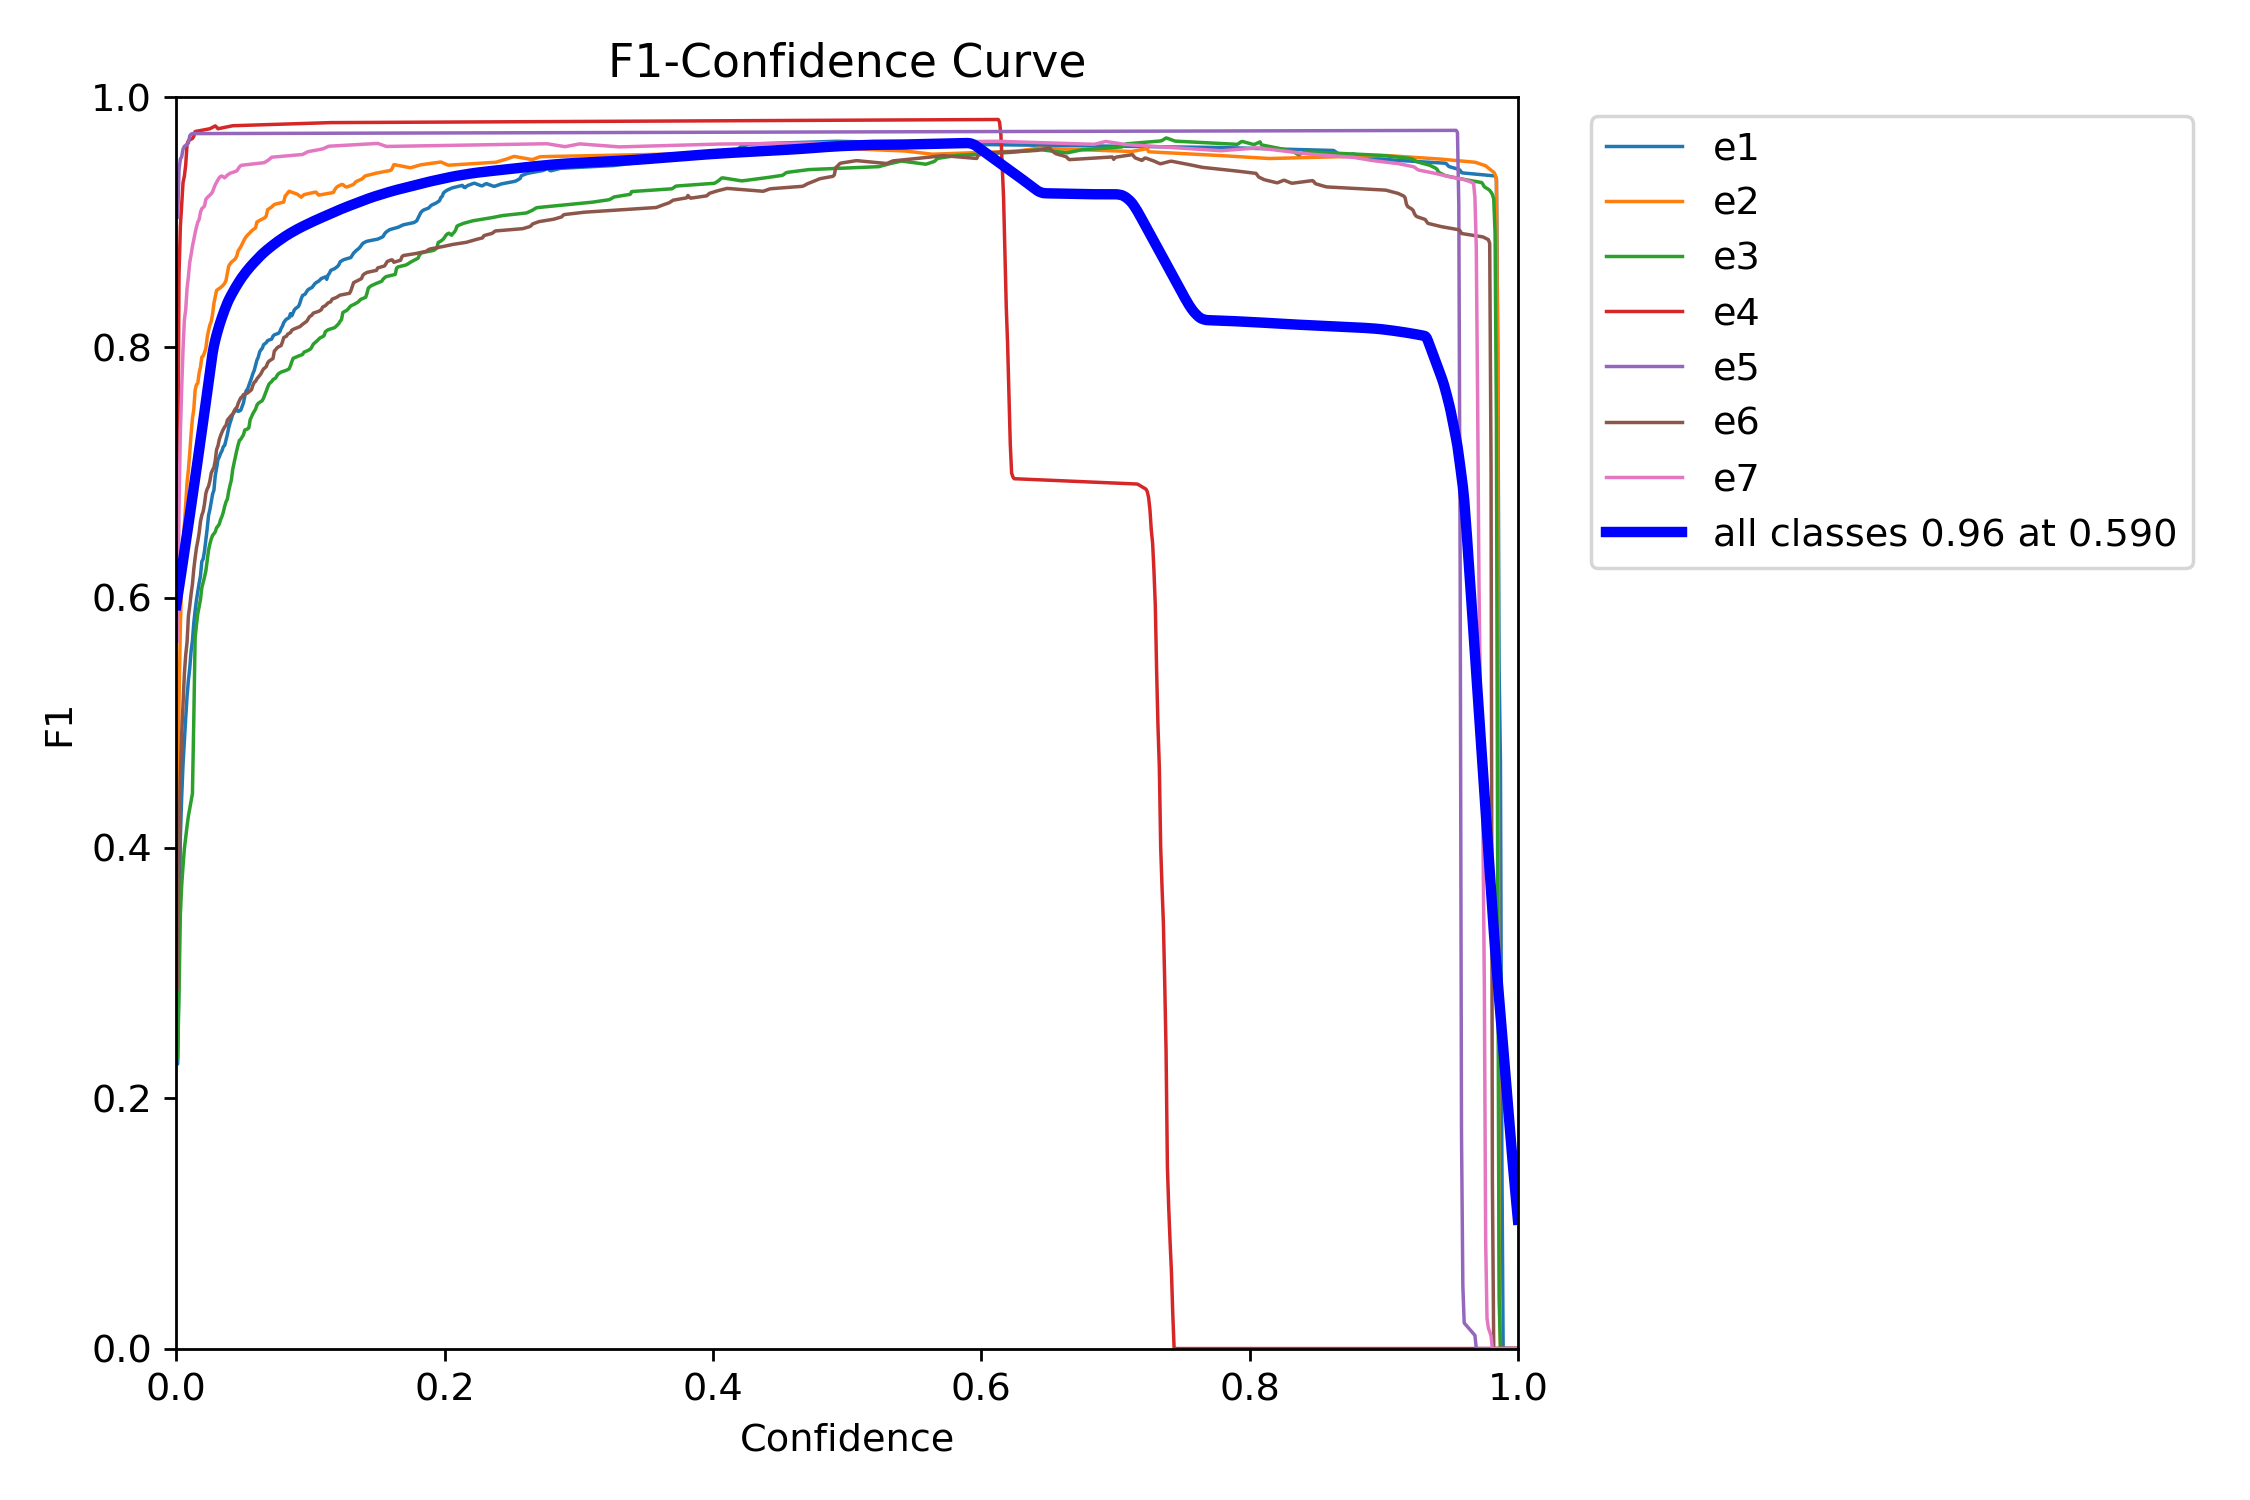 F1-Confidence Curve
1.0
0.8
0.6
0.4
0.2
0.0
F1
0.0 0.2 0.4 0.6 0.8 1.0
Confidence
e1
e2
e3
e4
e5
e6
e7
all classes 0.96 at 0.590